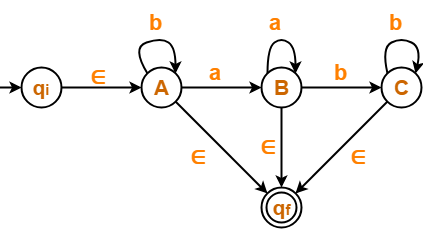 b a b
qi ∈ A a B b C
∈ ∈ ∈
qf